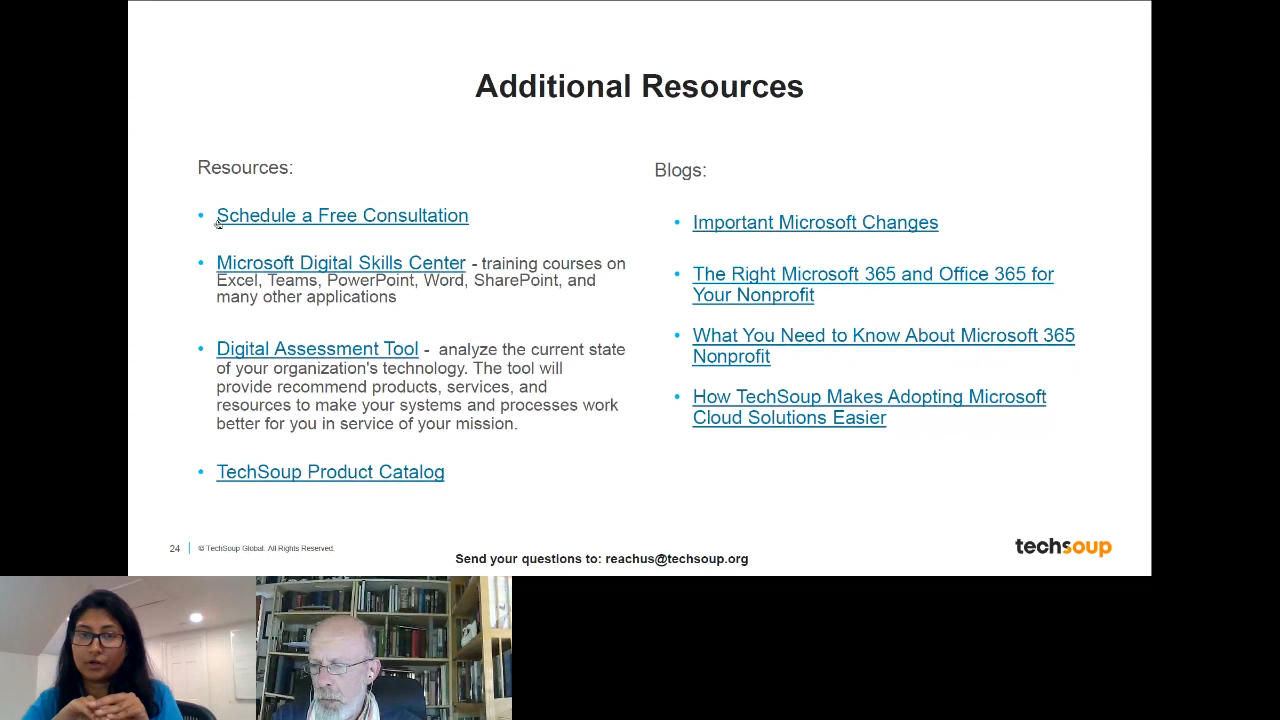 Additional Resources
Resources:
• Schedule a Free Consultation
• Microsoft Digital Skills Center - training courses on
Excel, Teams, PowerPoint, Word, SharePoint, and
many other applications
• Digital Assessment Tool - analyze the current state
of your organization's technology. The tool will
provide recommend products, services, and
resources to make your systems and processes work
better for you in service of your mission.
• TechSoup Product Catalog
Blogs:
• Important Microsoft Changes
• The Right Microsoft 365 and Office 365 for
Your Nonprofit
• What You Need to Know About Microsoft 365
Nonprofit
• How TechSoup Makes Adopting Microsoft
Cloud Solutions Easier
24
© TechSoup Global. All Rights Reserved.
Send your questions to: reachus@techsoup.org
techsoup